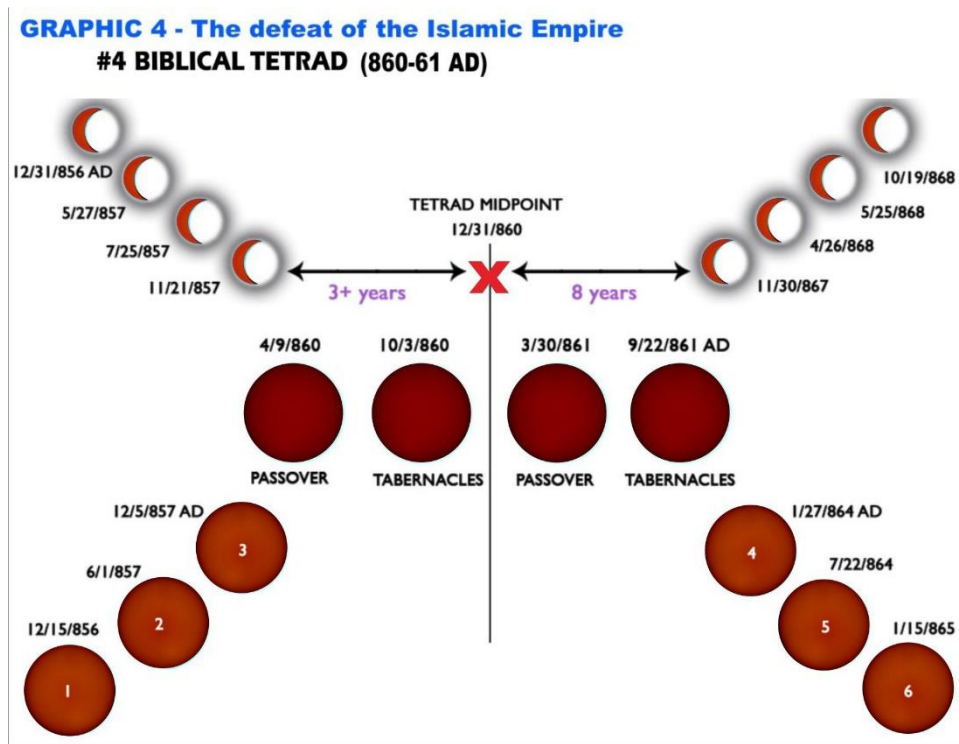 GRAPHIC 4 - The defeat of the Islamic Empire
#4 BIBLICAL TETRAD (860-61 AD)
12/31/856 AD
5/27/857
7/25/857
11/21/857
TETRAD MIDPOINT
12/31/860
X
3+ years
8 years
10/19/868
5/25/868
4/26/868
11/30/867
4/9/860
10/3/860
3/30/861
9/22/861 AD
PASSOVER
TABERNACLES
PASSOVER
TABERNACLES
12/5/857 AD
3
6/1/857
2
12/15/856
1
1/27/864 AD
4
7/22/864
5
1/15/865
6